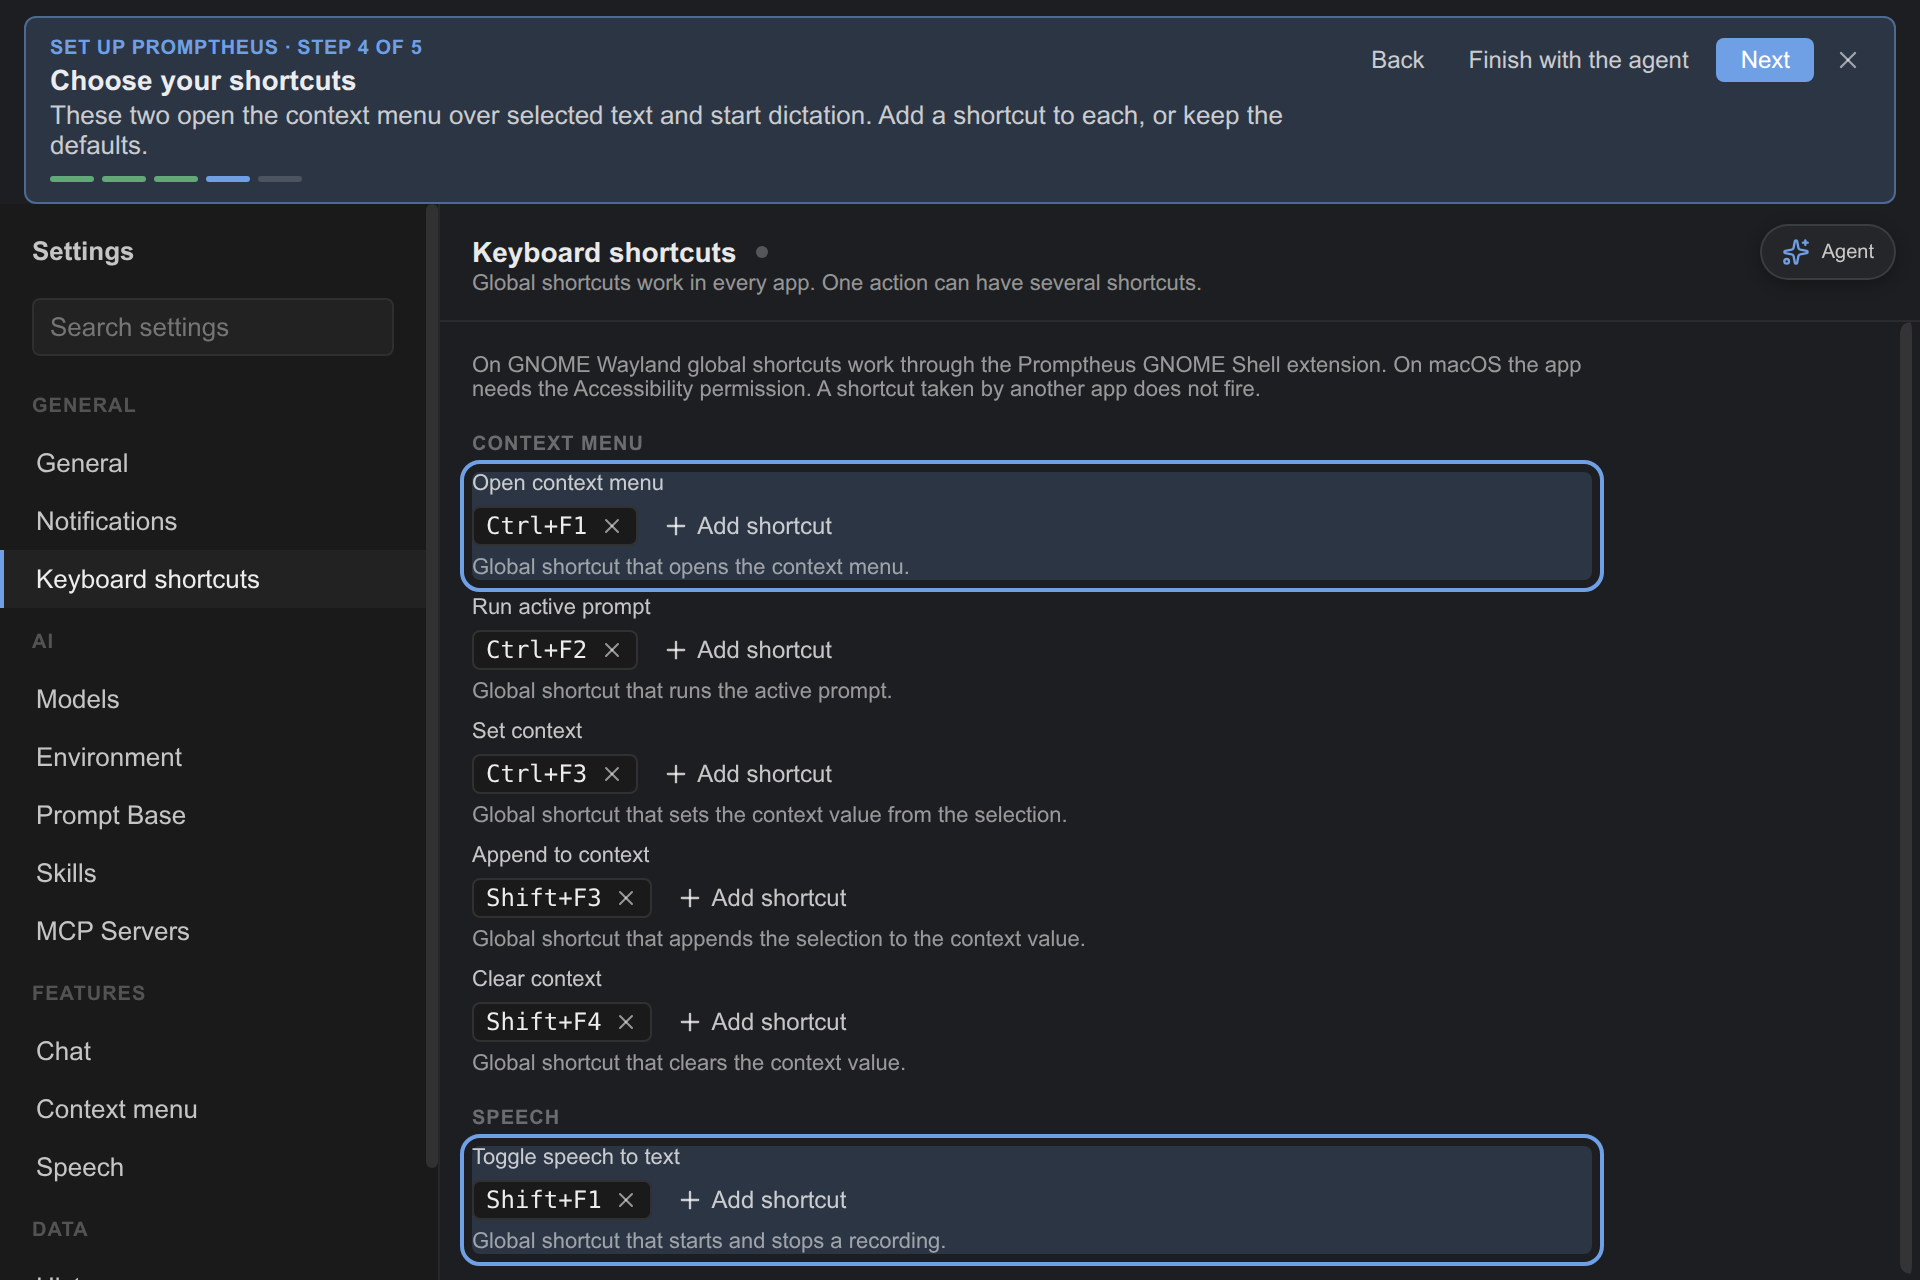 SET UP PROMPTHEUS · STEP 4 OF 5
Choose your shortcuts
These two open the context menu over selected text and start dictation. Add a shortcut to each, or keep the
defaults.
Back
Finish with the agent
Next
Settings
Search settings
GENERAL
General
Notifications
Keyboard shortcuts
AI
Models
Environment
Prompt Base
Skills
MCP Servers
FEATURES
Chat
Context menu
Speech
DATA
Keyboard shortcuts
Global shortcuts work in every app. One action can have several shortcuts.
Agent
On GNOME Wayland global shortcuts work through the Promptheus GNOME Shell extension. On macOS the app
needs the Accessibility permission. A shortcut taken by another app does not fire.
CONTEXT MENU
Open context menu
Ctrl+F1
Add shortcut
Global shortcut that opens the context menu.
Run active prompt
Ctrl+F2
Add shortcut
Global shortcut that runs the active prompt.
Set context
Ctrl+F3
Add shortcut
Global shortcut that sets the context value from the selection.
Append to context
Shift+F3
Add shortcut
Global shortcut that appends the selection to the context value.
Clear context
Shift+F4
Add shortcut
Global shortcut that clears the context value.
SPEECH
Toggle speech to text
Shift+F1
Add shortcut
Global shortcut that starts and stops a recording.